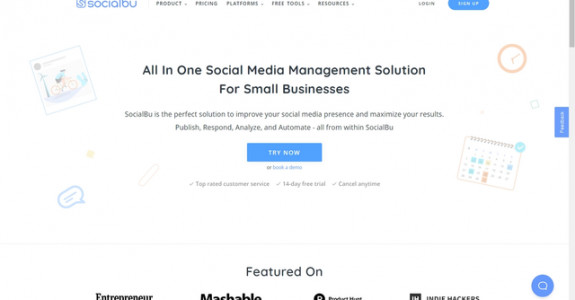 socialbu
PRODUCT PRICING PLATFORMS FREE TOOLS RESOURCES LOGIN SIGN UP
All In One Social Media Management Solution
For Small Businesses
SocialBu is the perfect solution to improve your social media presence and maximize your results.
Publish, Respond, Analyze, and Automate - all from within SocialBu
TRY NOW
or book a demo
✓ Top rated customer service ✓ 14-day free trial ✓ Cancel anytime
Feedback
Featured On
Entrepreneur Mashable Product Hunt INDIE HACKERS